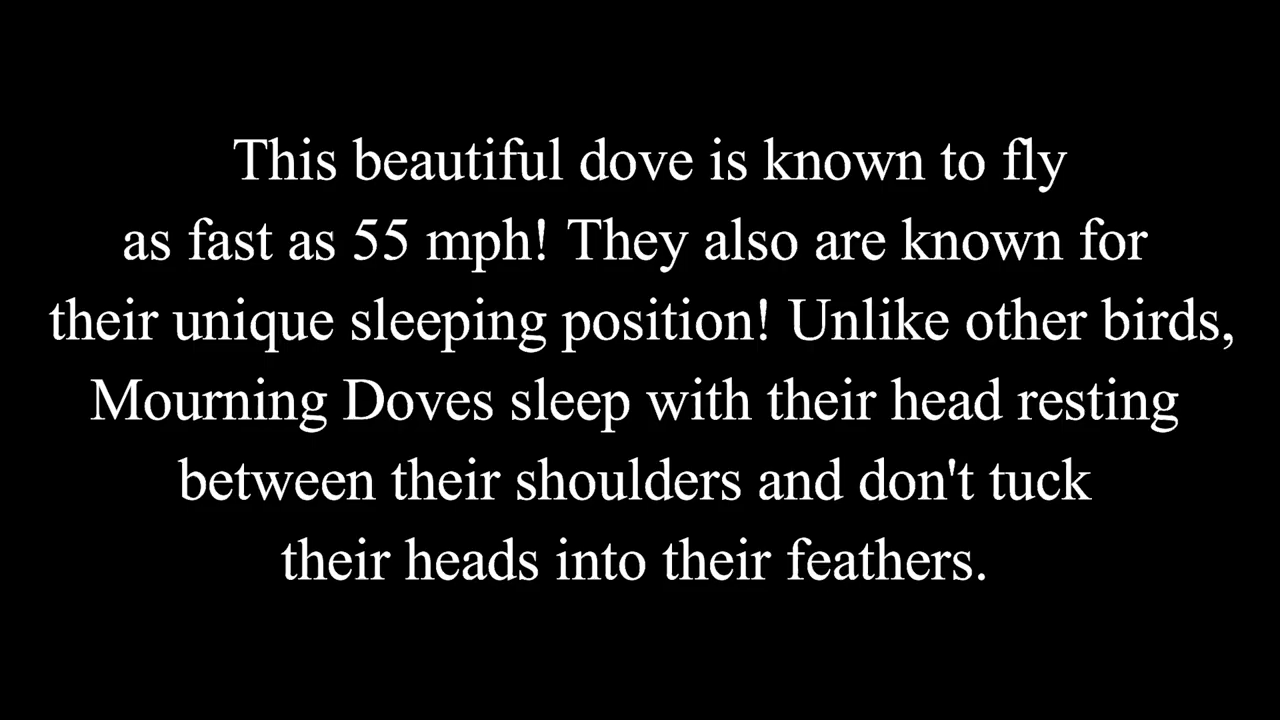 This beautiful dove is known to fly
as fast as 55 mph! They also are known for
their unique sleeping position! Unlike other birds,
Mourning Doves sleep with their head resting
between their shoulders and don't tuck
their heads into their feathers.